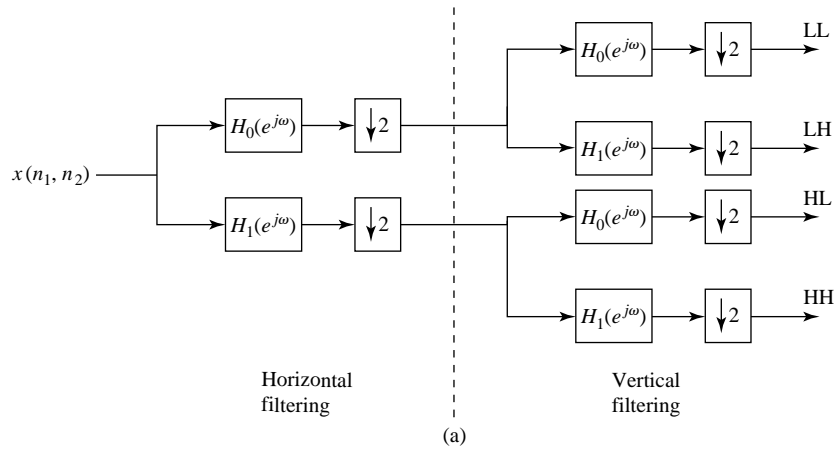 LL
H₀(e^{jω})
↓2
H₀(e^{jω})
↓2
H₁(e^{jω})
↓2
LH
x(n₁, n₂)
H₁(e^{jω})
↓2
H₀(e^{jω})
↓2
HL
H₁(e^{jω})
↓2
HH
Horizontal
filtering
Vertical
filtering
(a)